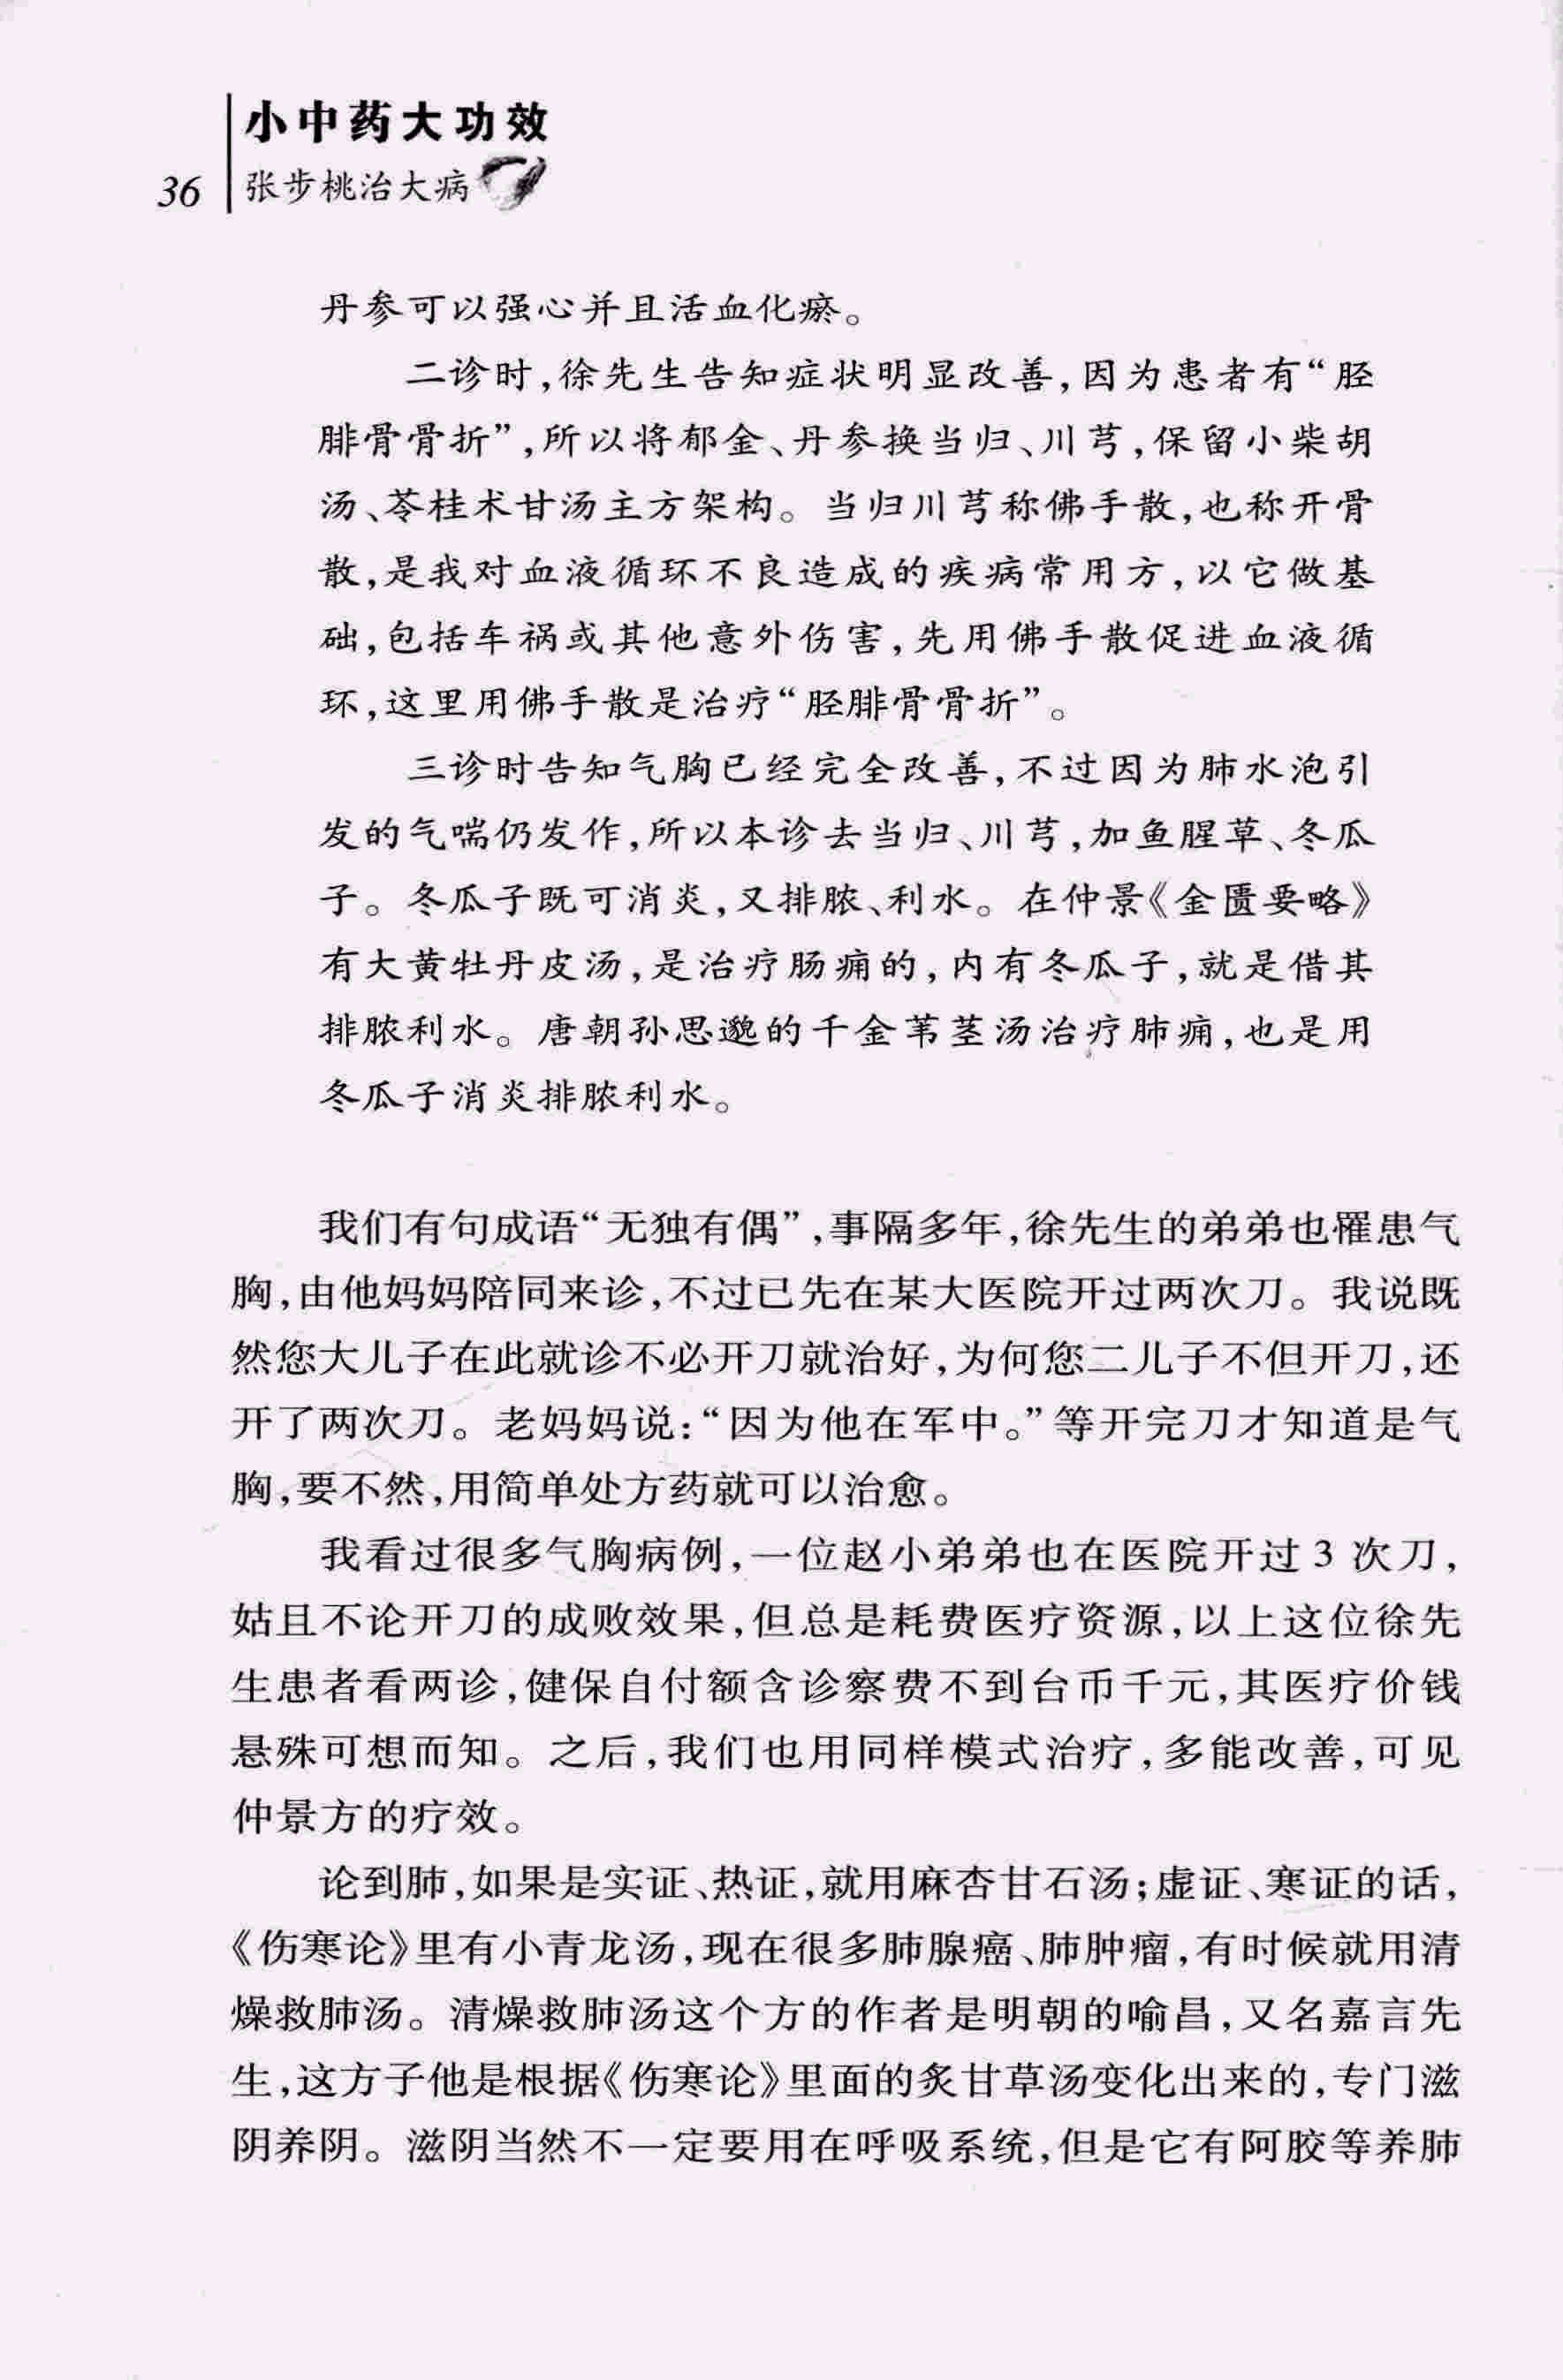 小中药大功效
36 张步桃治大病
丹参可以强心并且活血化瘀。
二诊时,徐先生告知症状明显改善,因为患者有“胫
腓骨骨折”,所以将郁金、丹参换当归、川芎,保留小柴胡
汤、苓桂术甘汤主方架构。当归川芎称佛手散,也称开骨
散,是我对血液循环不良造成的疾病常用方,以它做基
础,包括车祸或其他意外伤害,先用佛手散促进血液循
环,这里用佛手散是治疗“胫腓骨骨折”。
三诊时告知气胸已经完全改善,不过因为肺水泡引
发的气喘仍发作,所以本诊去当归、川芎,加鱼腥草、冬瓜
子。冬瓜子既可消炎,又排脓、利水。在仲景《金匮要略》
有大黄牡丹皮汤,是治疗肠痈的,内有冬瓜子,就是借其
排脓利水。唐朝孙思邈的千金苇茎汤治疗肺痈,也是用
冬瓜子消炎排脓利水。
我们有句成语“无独有偶”,事隔多年,徐先生的弟弟也罹患气
胸,由他妈妈陪同来诊,不过已先在某大医院开过两次刀。我说既
然您大儿子在此就诊不必开刀就治好,为何您二儿子不但开刀,还
开了两次刀。老妈妈说:“因为他在军中。”等开完刀才知道是气
胸,要不然,用简单处方药就可以治愈。
我看过很多气胸病例,一位赵小弟弟也在医院开过3次刀,
姑且不论开刀的成败效果,但总是耗费医疗资源,以上这位徐先
生患者看两诊,健保自付额含诊察费不到台币千元,其医疗价钱
悬殊可想而知。之后,我们也用同样模式治疗,多能改善,可见
仲景方的疗效。
论到肺,如果是实证、热证,就用麻杏甘石汤;虚证、寒证的话,
《伤寒论》里有小青龙汤,现在很多肺腺癌、肺肿瘤,有时候就用清
燥救肺汤。清燥救肺汤这个方的作者是明朝的喻昌,又名嘉言先
生,这方子他是根据《伤寒论》里面的炙甘草汤变化出来的,专门滋
阴养阴。滋阴当然不一定要用在呼吸系统,但是它有阿胶等养肺